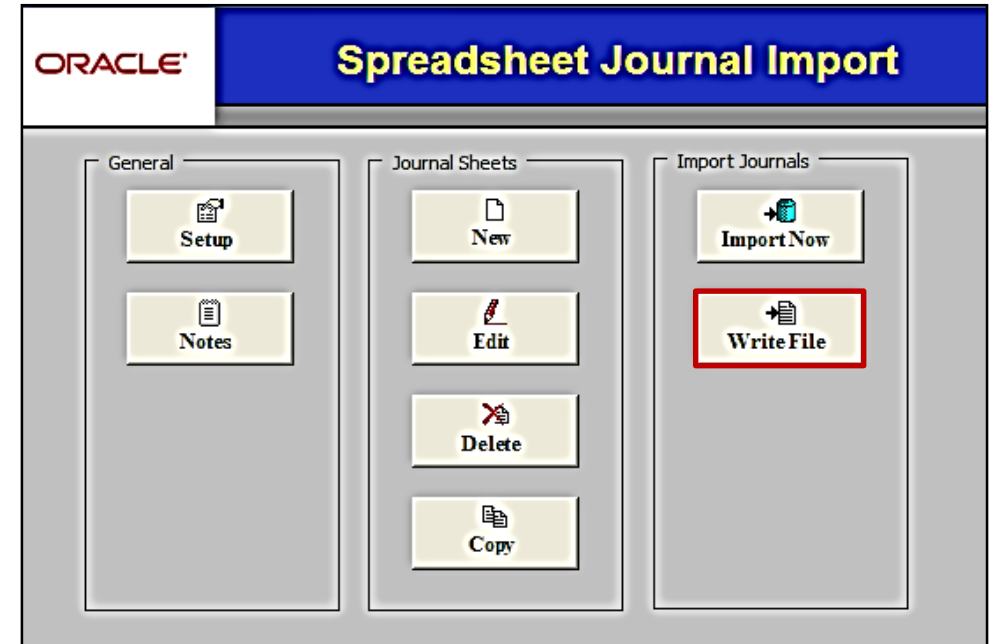 ORACLE'
Spreadsheet Journal Import
General
Setup
Notes
Journal Sheets
New
Edit
Delete
Copy
Import Journals
Import Now
Write File